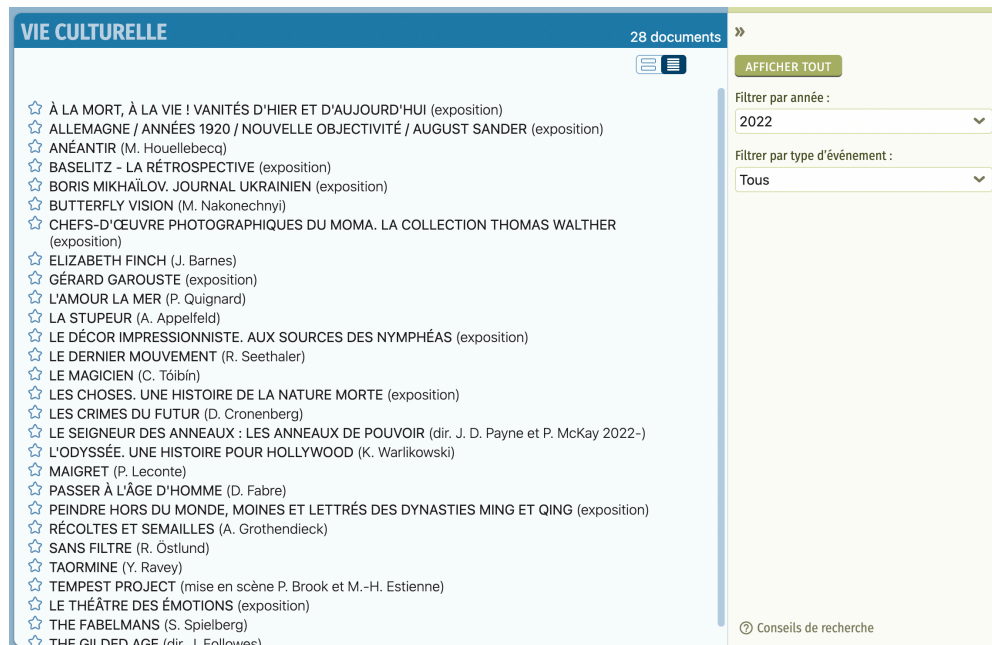 VIE CULTURELLE
28 documents
À LA MORT, À LA VIE ! VANITÉS D'HIER ET D'AUJOURD'HUI (exposition)
ALLEMAGNE / ANNÉES 1920 / NOUVELLE OBJECTIVITÉ / AUGUST SANDER (exposition)
ANÉANTIR (M. Houellebecq)
BASELITZ - LA RÉTROSPECTIVE (exposition)
BORIS MIKHAÏLOV. JOURNAL UKRAINIEN (exposition)
BUTTERFLY VISION (M. Nakonechnyi)
CHEFS-D'ŒUVRE PHOTOGRAPHIQUES DU MOMA. LA COLLECTION THOMAS WALTHER
(exposition)
ELIZABETH FINCH (J. Barnes)
GÉRARD GAROUSTE (exposition)
L'AMOUR LA MER (P. Quignard)
LA STUPEUR (A. Appelfeld)
LE DÉCOR IMPRESSIONNISTE. AUX SOURCES DES NYMPHÉAS (exposition)
LE DERNIER MOUVEMENT (R. Seethaler)
LE MAGICIEN (C. Tóibín)
LES CHOSES. UNE HISTOIRE DE LA NATURE MORTE (exposition)
LES CRIMES DU FUTUR (D. Cronenberg)
LE SEIGNEUR DES ANNEAUX : LES ANNEAUX DE POUVOIR (dir. J. D. Payne et P. McKay 2022-)
L'ODYSSÉE. UNE HISTOIRE POUR HOLLYWOOD (K. Warlikowski)
MAIGRET (P. Leconte)
PASSER À L'ÂGE D'HOMME (D. Fabre)
PEINDRE HORS DU MONDE, MOINES ET LETTRÉS DES DYNASTIES MING ET QING (exposition)
RÉCOLTES ET SEMAILLES (A. Grothendieck)
SANS FILTRE (R. Östlund)
TAORMINE (Y. Ravey)
TEMPEST PROJECT (mise en scène P. Brook et M.-H. Estienne)
LE THÉÂTRE DES ÉMOTIONS (exposition)
THE FABELMANS (S. Spielberg)
THE GILDED AGE (dir. J. Followes)
»
AFFICHER TOUT
Filtrer par année :
2022
Filtrer par type d'événement :
Tous
? Conseils de recherche